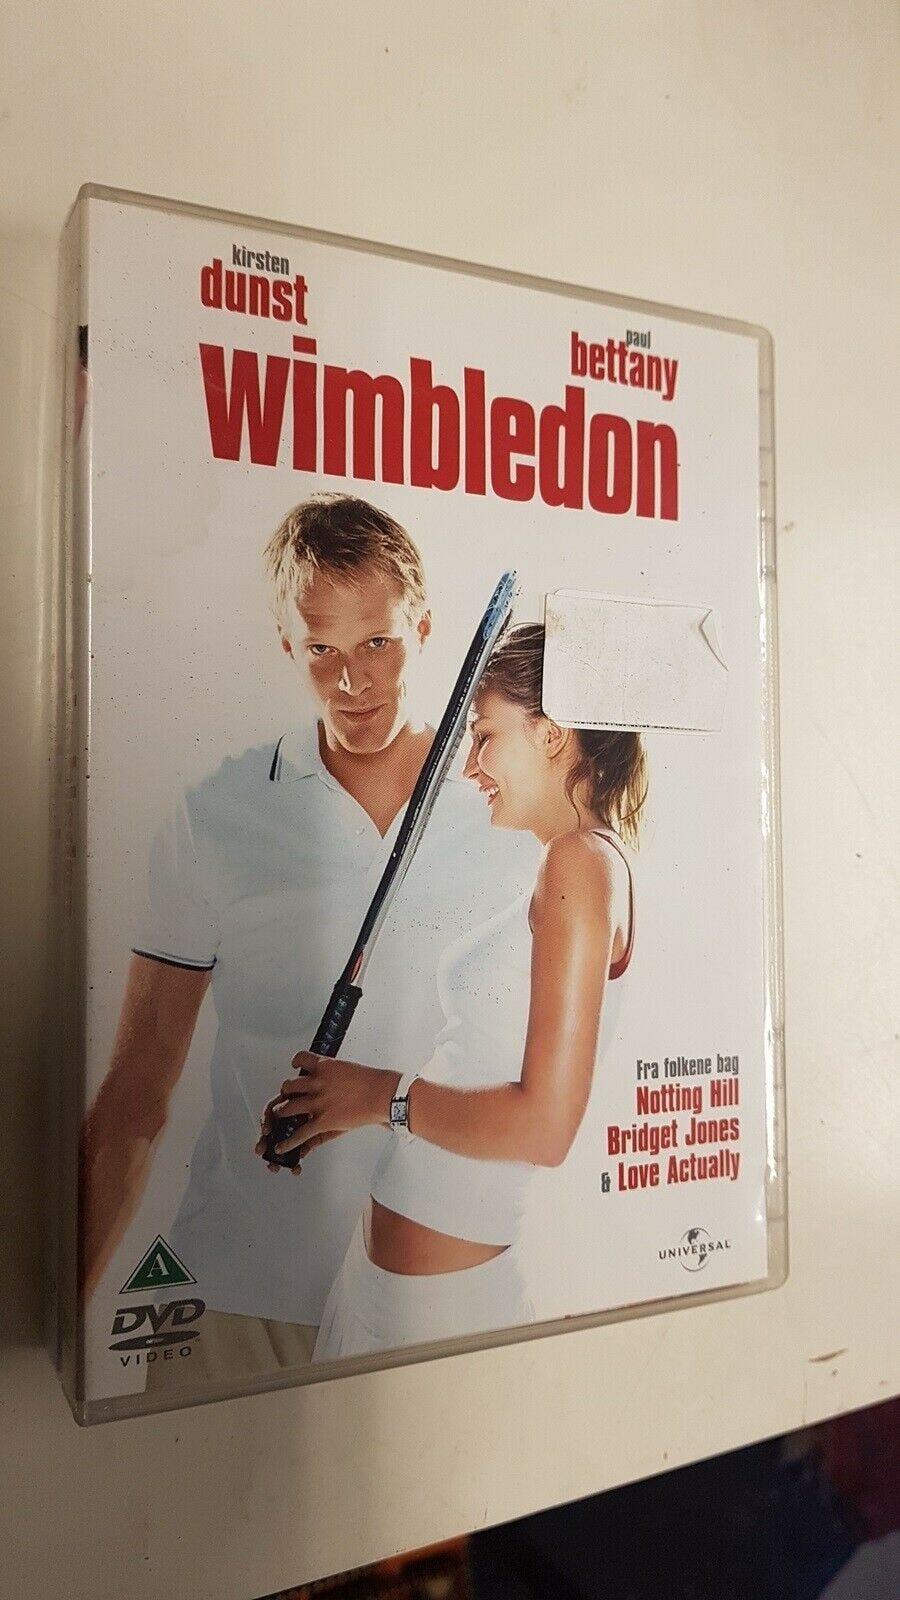 kirsten
dunst
paul
bettany
wimbledon
Fra folkene bag
Notting Hill
Bridget Jones
& Love Actually
UNIVERSAL
A
DVD
VIDEO